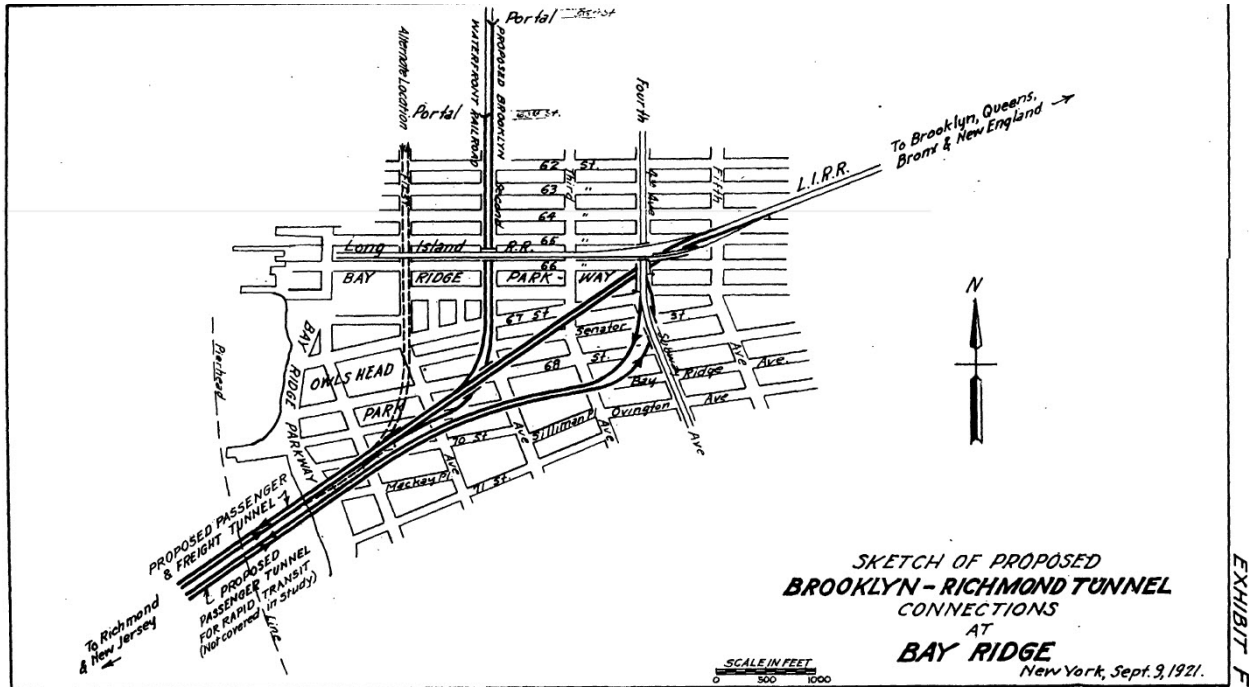 Portal
Alternate Location
WATERFRONT RAILROAD
PROPOSED BROOKLYN
Portal
Fourth
To Brooklyn, Queens,
Bronx & New England
L.I.R.R.
62 St.
63 "
64 "
65 "
66 "
First
Second
Third
4th Ave
Fifth
Long Island R.R.
BAY RIDGE PARK-WAY
67 St
Senator St.
68 St.
Bay Ridge Ave.
Ovington Ave
Silliman Pl
70 St
71 St.
Mackay Pl
Ave
Ave
Ave
Ave
Ave
OWLS HEAD
PARK
BAY RIDGE PARKWAY
Pierhead
Line
N
PROPOSED PASSENGER
& FREIGHT TUNNEL
PROPOSED
PASSENGER TUNNEL
FOR RAPID TRANSIT
(Not covered in study)
To Richmond
& New Jersey
SKETCH OF PROPOSED
BROOKLYN-RICHMOND TUNNEL
CONNECTIONS
AT
BAY RIDGE
New York, Sept. 9, 1921.
SCALE IN FEET
0 500 1000
EXHIBIT F